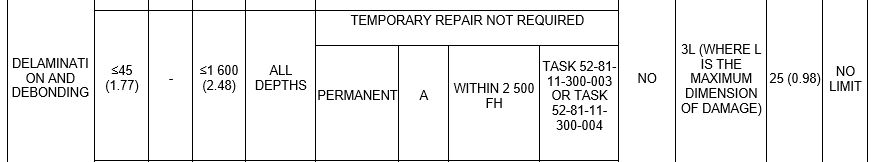 TEMPORARY REPAIR NOT REQUIRED
DELAMINATI
ON AND
DEBONDING
≤45
(1.77)
-
≤1 600
(2.48)
ALL
DEPTHS
PERMANENT
A
WITHIN 2 500
FH
TASK 52-81-
11-300-003
OR TASK
52-81-11-
300-004
NO
3L (WHERE L
IS THE
MAXIMUM
DIMENSION
OF DAMAGE)
25 (0.98)
NO
LIMIT